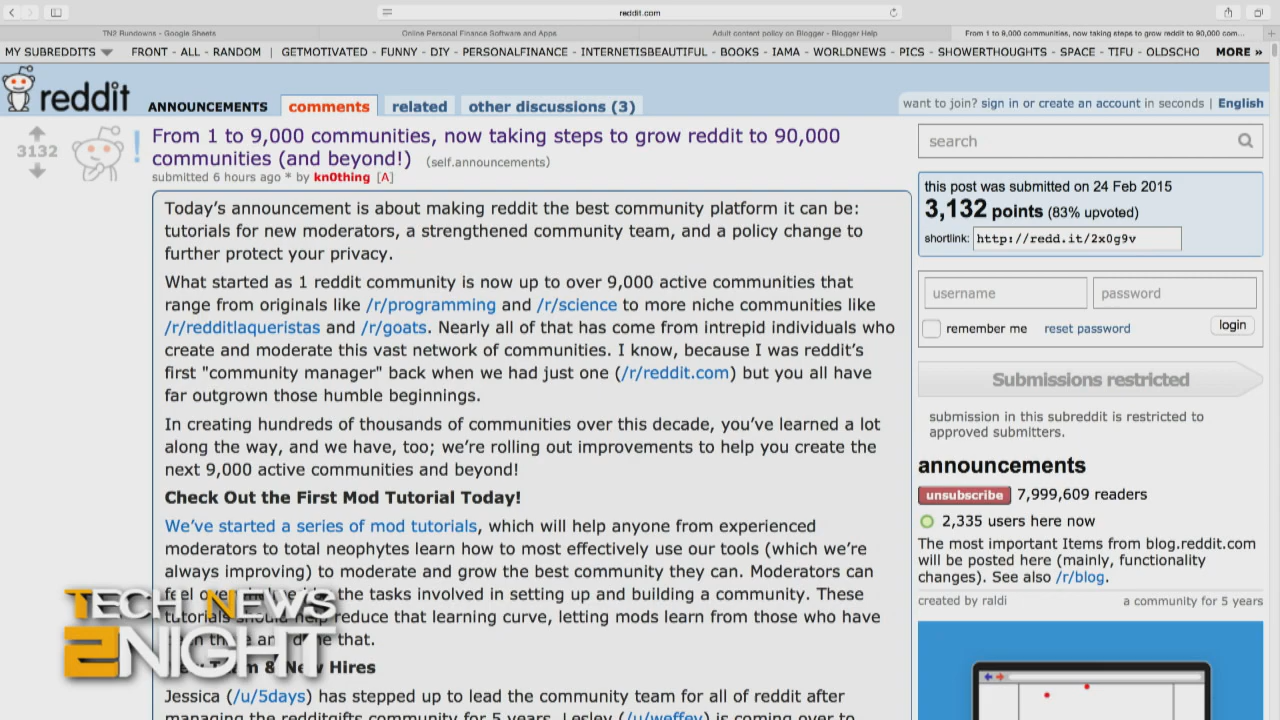 reddit.com
TN2 Rundowns - Google Sheets
Online Personal Finance Software and Apps
Adult content policy on Blogger - Blogger Help
From 1 to 9,000 communities, now taking steps to grow reddit to 90,000 com...
MY SUBREDDITS FRONT - ALL - RANDOM | GETMOTIVATED - FUNNY - DIY - PERSONALFINANCE - INTERNETISBEAUTIFUL - BOOKS - IAMA - WORLDNEWS - PICS - SHOWERTHOUGHTS - SPACE - TIFU - OLDSCHO MORE »
reddit ANNOUNCEMENTS comments related other discussions (3)
want to join? sign in or create an account in seconds | English
3132
From 1 to 9,000 communities, now taking steps to grow reddit to 90,000
communities (and beyond!) (self.announcements)
submitted 6 hours ago * by kn0thing [A]
Today's announcement is about making reddit the best community platform it can be:
tutorials for new moderators, a strengthened community team, and a policy change to
further protect your privacy.
What started as 1 reddit community is now up to over 9,000 active communities that
range from originals like /r/programming and /r/science to more niche communities like
/r/redditlaqueristas and /r/goats. Nearly all of that has come from intrepid individuals who
create and moderate this vast network of communities. I know, because I was reddit's
first "community manager" back when we had just one (/r/reddit.com) but you all have
far outgrown those humble beginnings.
In creating hundreds of thousands of communities over this decade, you've learned a lot
along the way, and we have, too; we're rolling out improvements to help you create the
next 9,000 active communities and beyond!
Check Out the First Mod Tutorial Today!
We've started a series of mod tutorials, which will help anyone from experienced
moderators to total neophytes learn how to most effectively use our tools (which we're
always improving) to moderate and grow the best community they can. Moderators can
feel the tasks involved in setting up and building a community. These
tutorials should help reduce that learning curve, letting mods learn from those who have
that.
& New Hires
Jessica (/u/5days) has stepped up to lead the community team for all of reddit after
managing the redditgifts community for 5 years. Lesley (/u/weffey) is coming over to
search
this post was submitted on 24 Feb 2015
3,132 points (83% upvoted)
shortlink: http://redd.it/2x0g9v
username
password
remember me reset password login
Submissions restricted
submission in this subreddit is restricted to
approved submitters.
announcements
unsubscribe 7,999,609 readers
2,335 users here now
The most important Items from blog.reddit.com
will be posted here (mainly, functionality
changes). See also /r/blog.
created by raldi a community for 5 years
TECH NEWS
2NIGHT